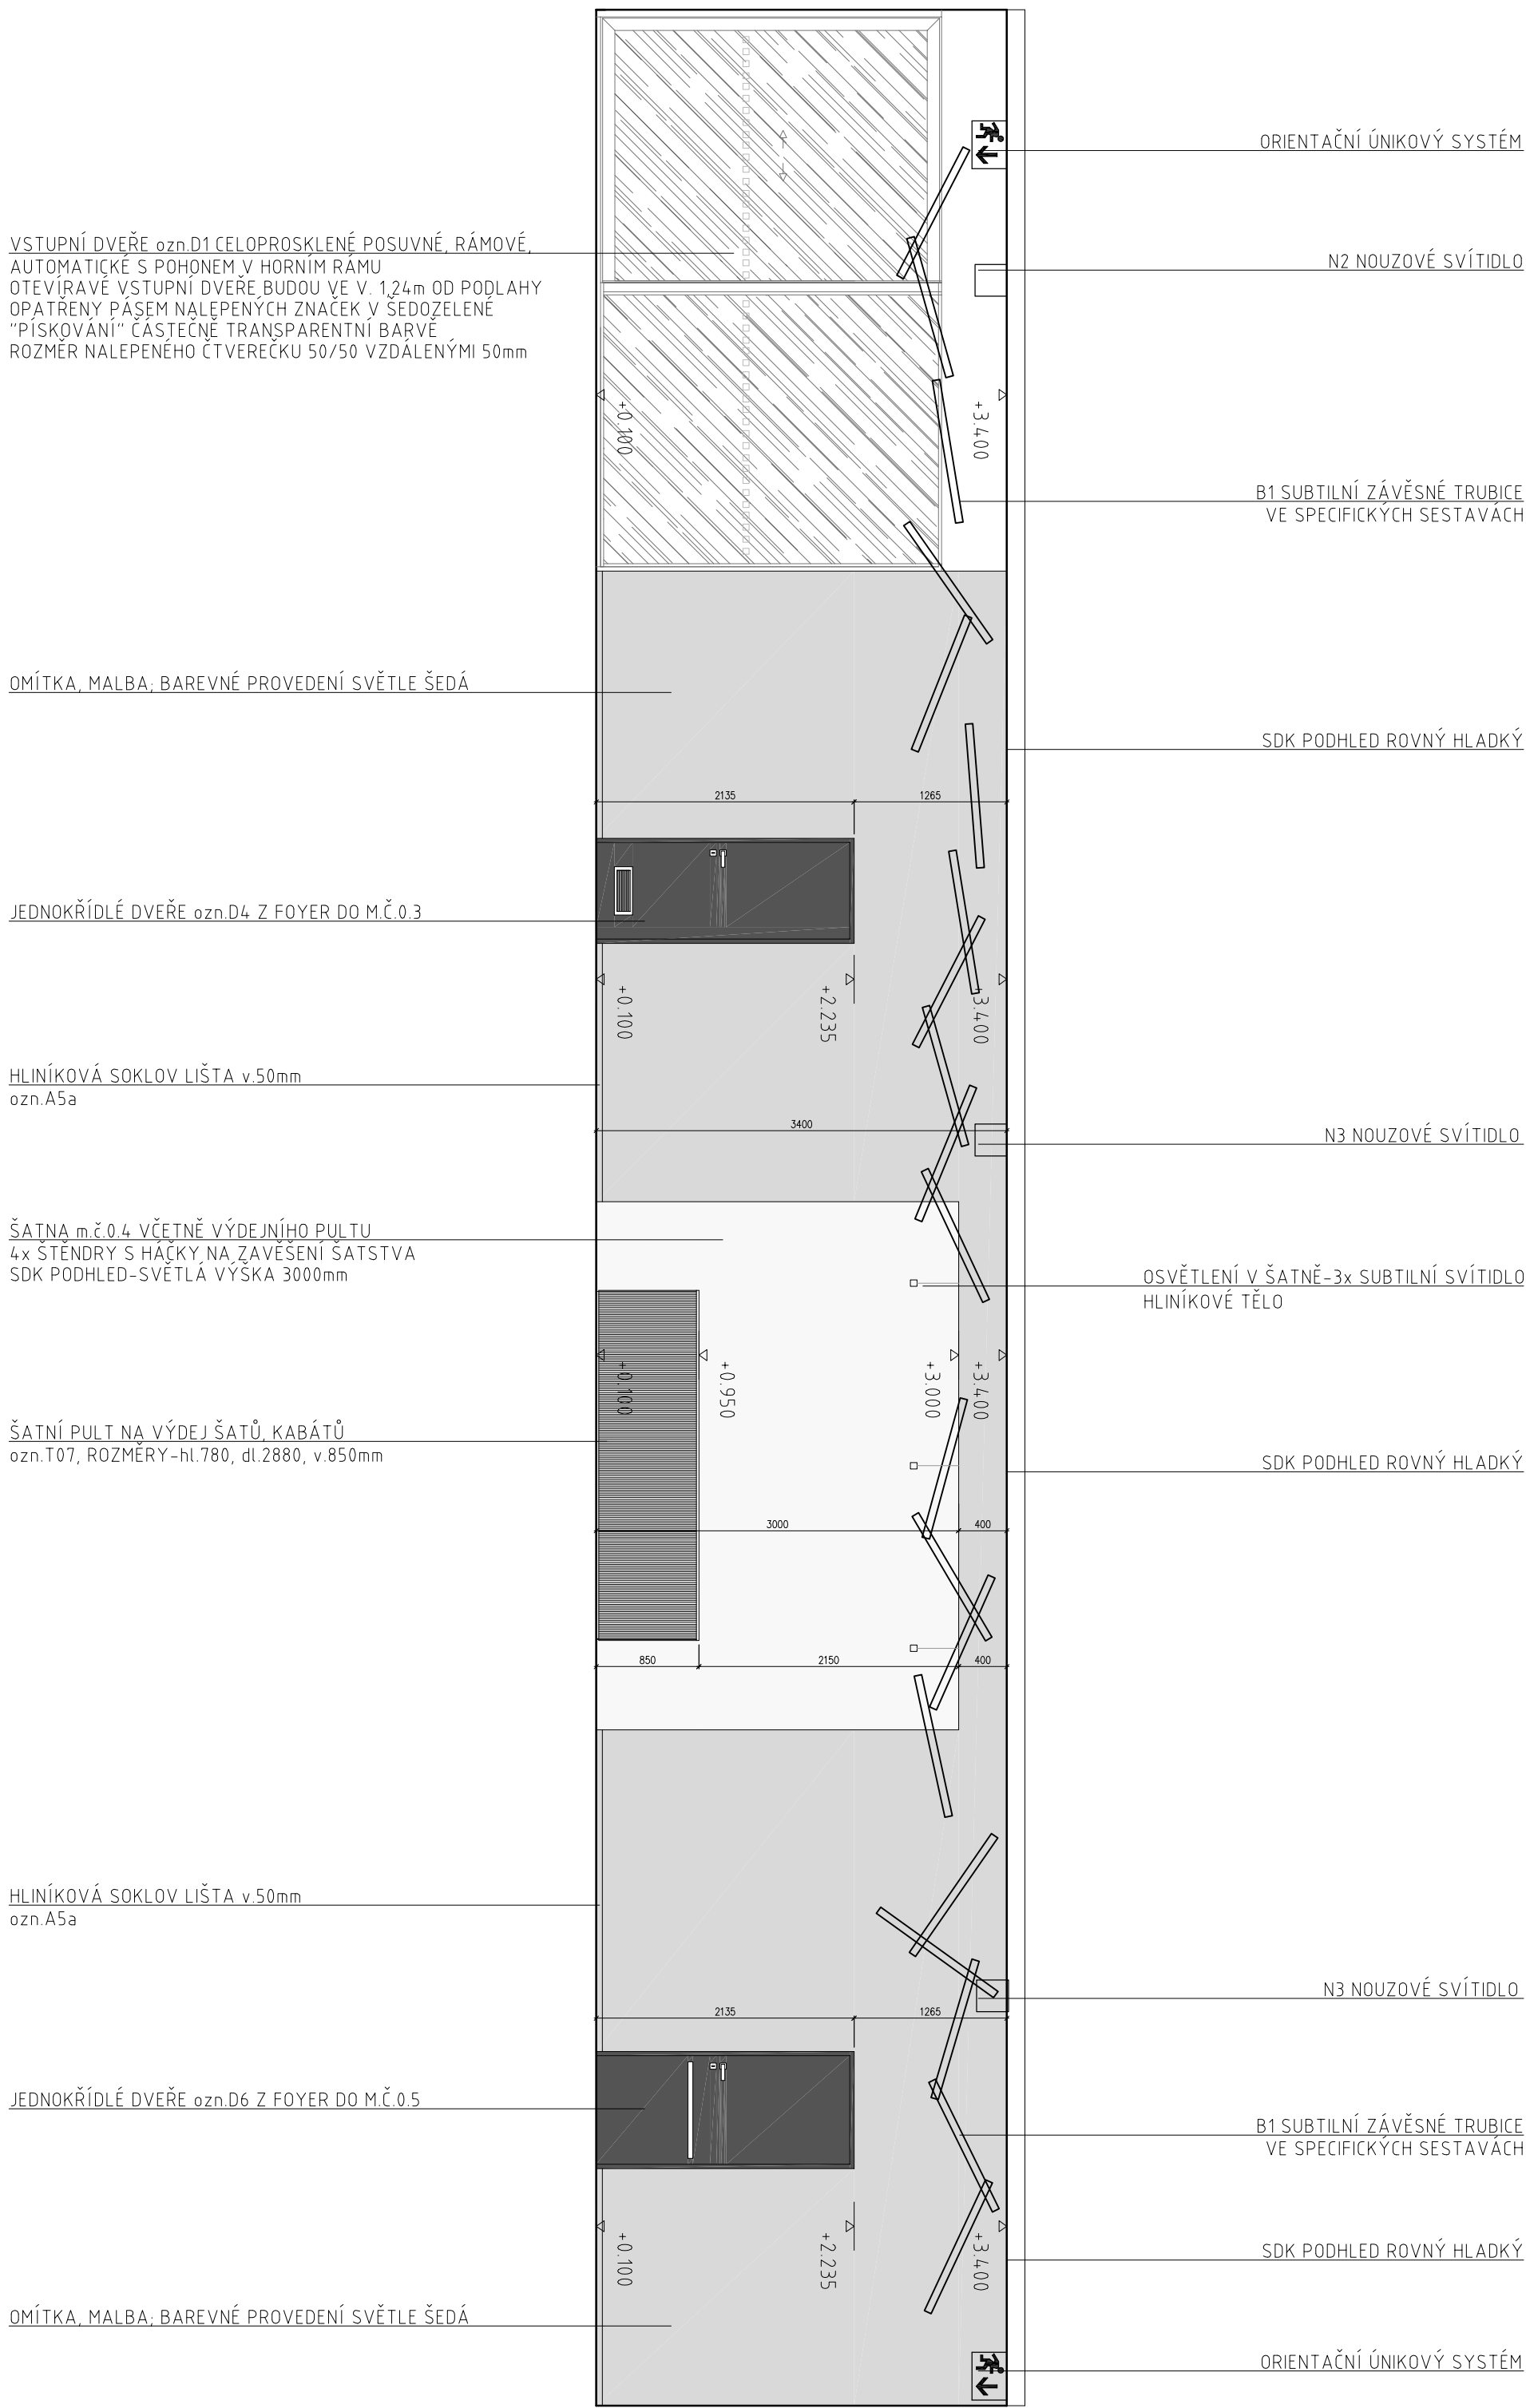 VSTUPNÍ DVEŘE ozn.D1 CELOPROSKLENÉ POSUVNÉ, RÁMOVÉ,
AUTOMATICKÉ S POHONEM V HORNÍM RÁMU
OTEVÍRAVÉ VSTUPNÍ DVEŘE BUDOU VE V. 1,24m OD PODLAHY
OPATŘENY PÁSEM NALEPENÝCH ZNAČEK V ŠEDOZELENÉ
"PÍSKOVÁNÍ" ČÁSTEČNĚ TRANSPARENTNÍ BARVĚ
ROZMĚR NALEPENÉHO ČTVEREČKU 50/50 VZDÁLENÝMI 50mm
OMÍTKA, MALBA; BAREVNÉ PROVEDENÍ SVĚTLE ŠEDÁ
JEDNOKŘÍDLÉ DVEŘE ozn.D4 Z FOYER DO M.Č.0.3
HLINÍKOVÁ SOKLOV LIŠTA v.50mm
ozn.A5a
ŠATNA m.č.0.4 VČETNĚ VÝDEJNÍHO PULTU
4x ŠTĚNDRY S HÁČKY NA ZAVĚŠENÍ ŠATSTVA
SDK PODHLED-SVĚTLÁ VÝŠKA 3000mm
ŠATNÍ PULT NA VÝDEJ ŠATŮ, KABÁTŮ
ozn.T07, ROZMĚRY-hl.780, dl.2880, v.850mm
HLINÍKOVÁ SOKLOV LIŠTA v.50mm
ozn.A5a
JEDNOKŘÍDLÉ DVEŘE ozn.D6 Z FOYER DO M.Č.0.5
OMÍTKA, MALBA; BAREVNÉ PROVEDENÍ SVĚTLE ŠEDÁ
+0.100
+3.400
2135
1265
+0.100
+2.235
+3.400
3400
+0.100
+0.950
+3.000
+3.400
3000
400
850
2150
400
2135
1265
+0.100
+2.235
+3.400
ORIENTAČNÍ ÚNIKOVÝ SYSTÉM
N2 NOUZOVÉ SVÍTIDLO
B1 SUBTILNÍ ZÁVĚSNÉ TRUBICE
VE SPECIFICKÝCH SESTAVÁCH
SDK PODHLED ROVNÝ HLADKÝ
N3 NOUZOVÉ SVÍTIDLO
OSVĚTLENÍ V ŠATNĚ-3x SUBTILNÍ SVÍTIDLO
HLINÍKOVÉ TĚLO
SDK PODHLED ROVNÝ HLADKÝ
N3 NOUZOVÉ SVÍTIDLO
B1 SUBTILNÍ ZÁVĚSNÉ TRUBICE
VE SPECIFICKÝCH SESTAVÁCH
SDK PODHLED ROVNÝ HLADKÝ
ORIENTAČNÍ ÚNIKOVÝ SYSTÉM